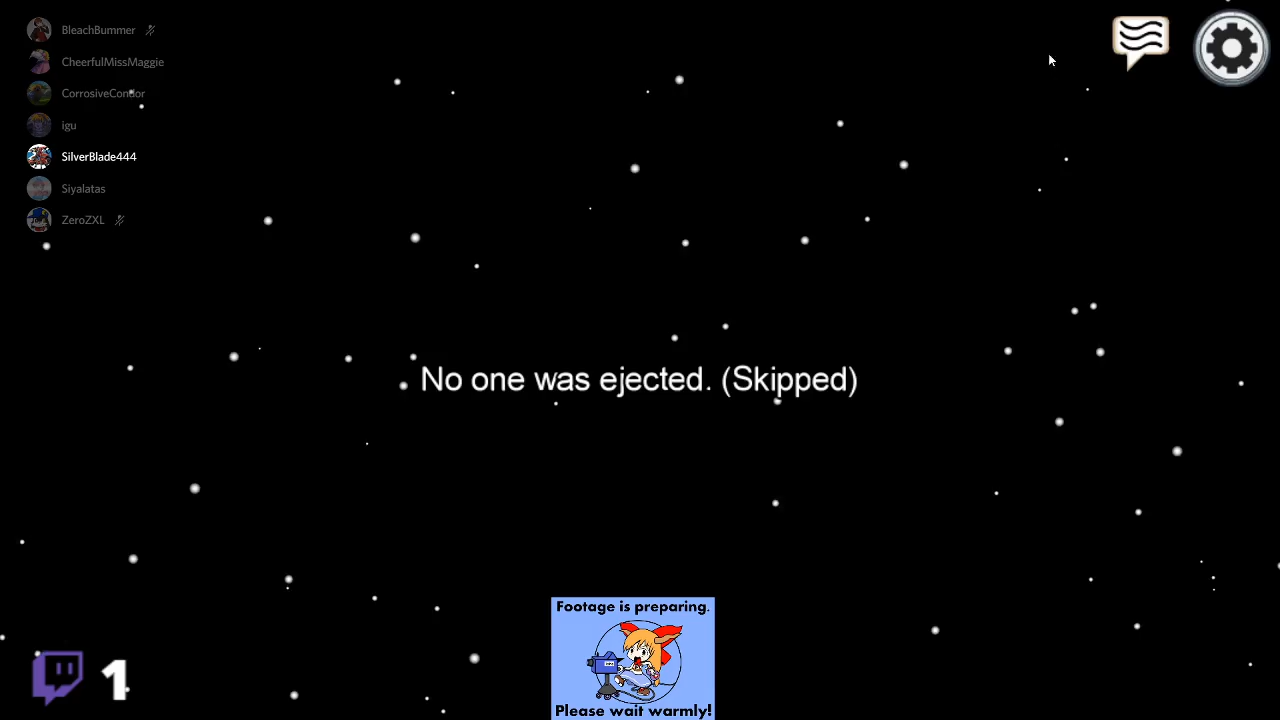 BleachBummer
CheerfulMissMaggie
CorrosiveCondor
igu
SilverBlade444
Siyalatas
ZeroZXL
No one was ejected. (Skipped)
Footage is preparing.
Please wait warmly!
1